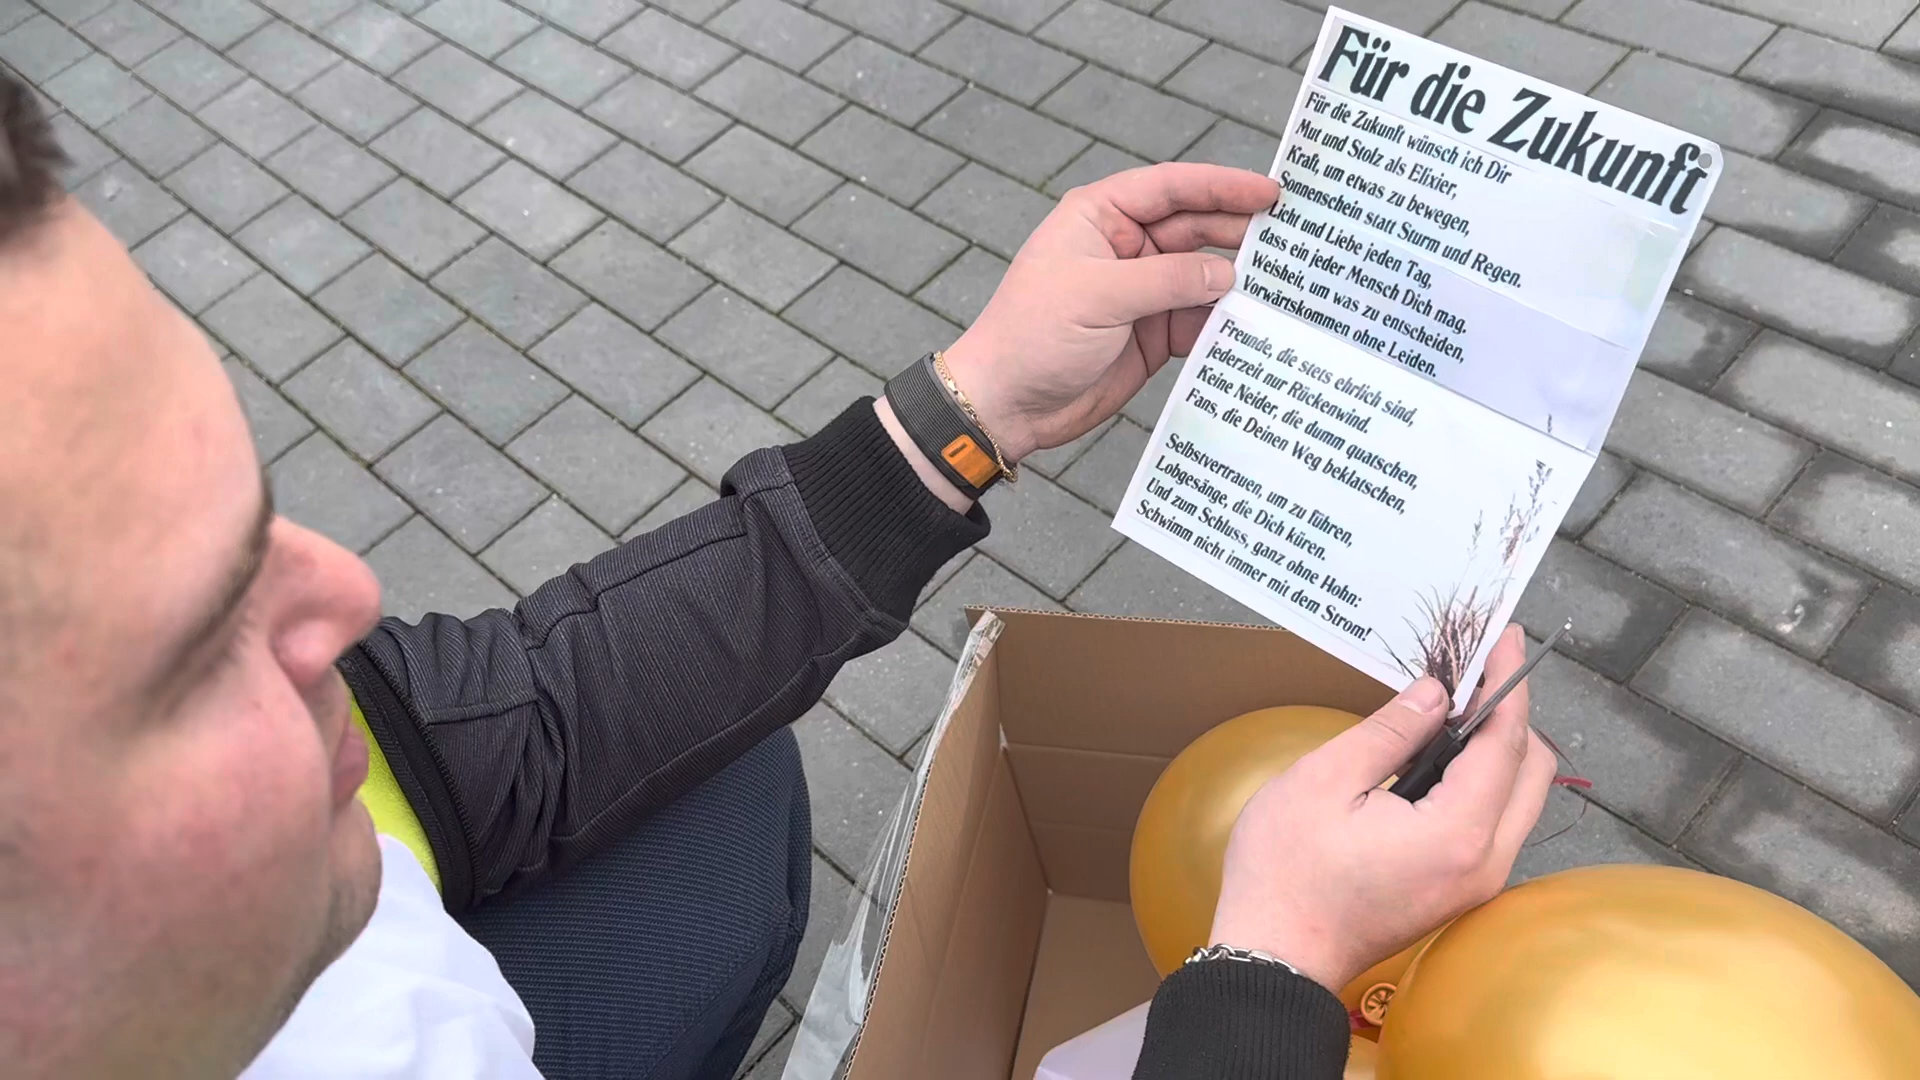 Für die Zukunft
Für die Zukunft wünsch ich Dir
Mut und Stolz als Elixier,
Kraft, um etwas zu bewegen,
Sonnenschein statt Sturm und Regen.
Licht und Liebe jeden Tag,
dass ein jeder Mensch Dich mag.
Weisheit, um was zu entscheiden,
Vorwärtskommen ohne Leiden.
Freunde, die stets ehrlich sind,
jederzeit nur Rückenwind.
Keine Neider, die dumm quatschen,
Fans, die Deinen Weg beklatschen,
Selbstvertrauen, um zu führen,
Lobgesänge, die Dich küren.
Und zum Schluss, ganz ohne Hohn:
Schwimm nicht immer mit dem Strom!